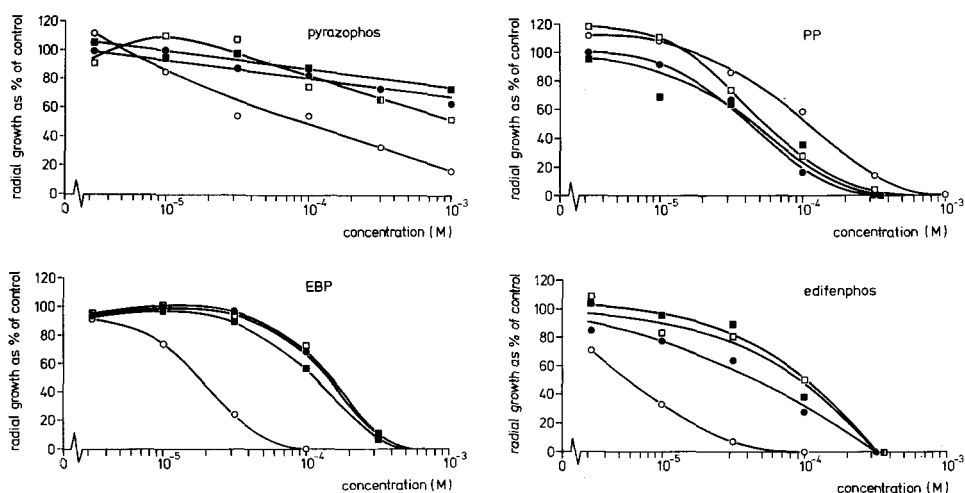 pyrazophos
radial growth as % of control
120
100
80
60
40
20
0
0 10⁻⁵ 10⁻⁴ 10⁻³
concentration (M)
PP
radial growth as % of control
120
100
80
60
40
20
0
0 10⁻⁵ 10⁻⁴ 10⁻³
concentration (M)
EBP
radial growth as % of control
120
100
80
60
40
20
0
0 10⁻⁵ 10⁻⁴ 10⁻³
concentration (M)
edifenphos
radial growth as % of control
120
100
80
60
40
20
0
0 10⁻⁵ 10⁻⁴ 10⁻³
concentration (M)